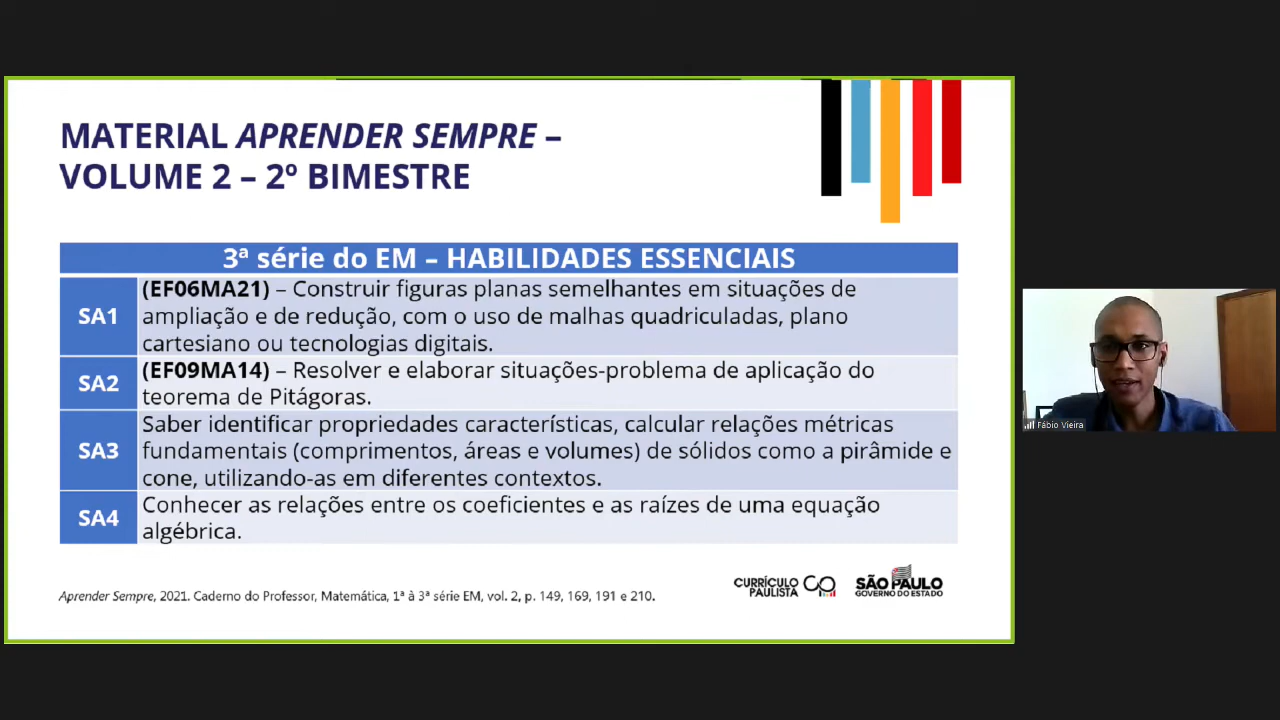 MATERIAL APRENDER SEMPRE –
VOLUME 2 – 2º BIMESTRE
3ª série do EM – HABILIDADES ESSENCIAIS
SA1
(EF06MA21) – Construir figuras planas semelhantes em situações de
ampliação e de redução, com o uso de malhas quadriculadas, plano
cartesiano ou tecnologias digitais.
SA2
(EF09MA14) – Resolver e elaborar situações-problema de aplicação do
teorema de Pitágoras.
SA3
Saber identificar propriedades características, calcular relações métricas
fundamentais (comprimentos, áreas e volumes) de sólidos como a pirâmide e
cone, utilizando-as em diferentes contextos.
SA4
Conhecer as relações entre os coeficientes e as raízes de uma equação
algébrica.
Aprender Sempre, 2021. Caderno do Professor, Matemática, 1ª à 3ª série EM, vol. 2, p. 149, 169, 191 e 210.
CURRÍCULO
PAULISTA
SÃO PAULO
GOVERNO DO ESTADO
Fábio Vieira